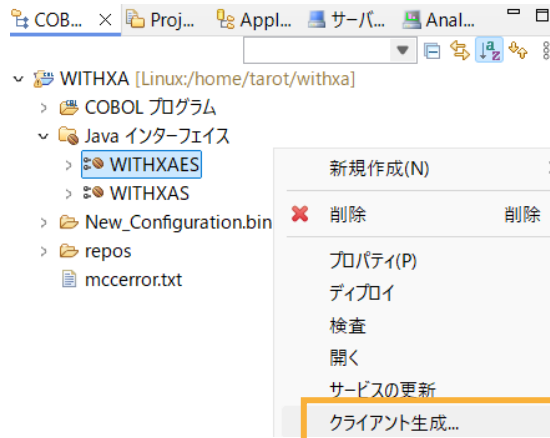 COB... Proj... Appl... サーバ... Anal...
WITHXA [Linux:/home/tarot/withxa]
COBOL プログラム
Java インターフェイス
WITHXAES
WITHXAS
New_Configuration.bin
repos
mccerror.txt
新規作成(N)
削除 削除
プロパティ(P)
ディプロイ
検査
開く
サービスの更新
クライアント生成...